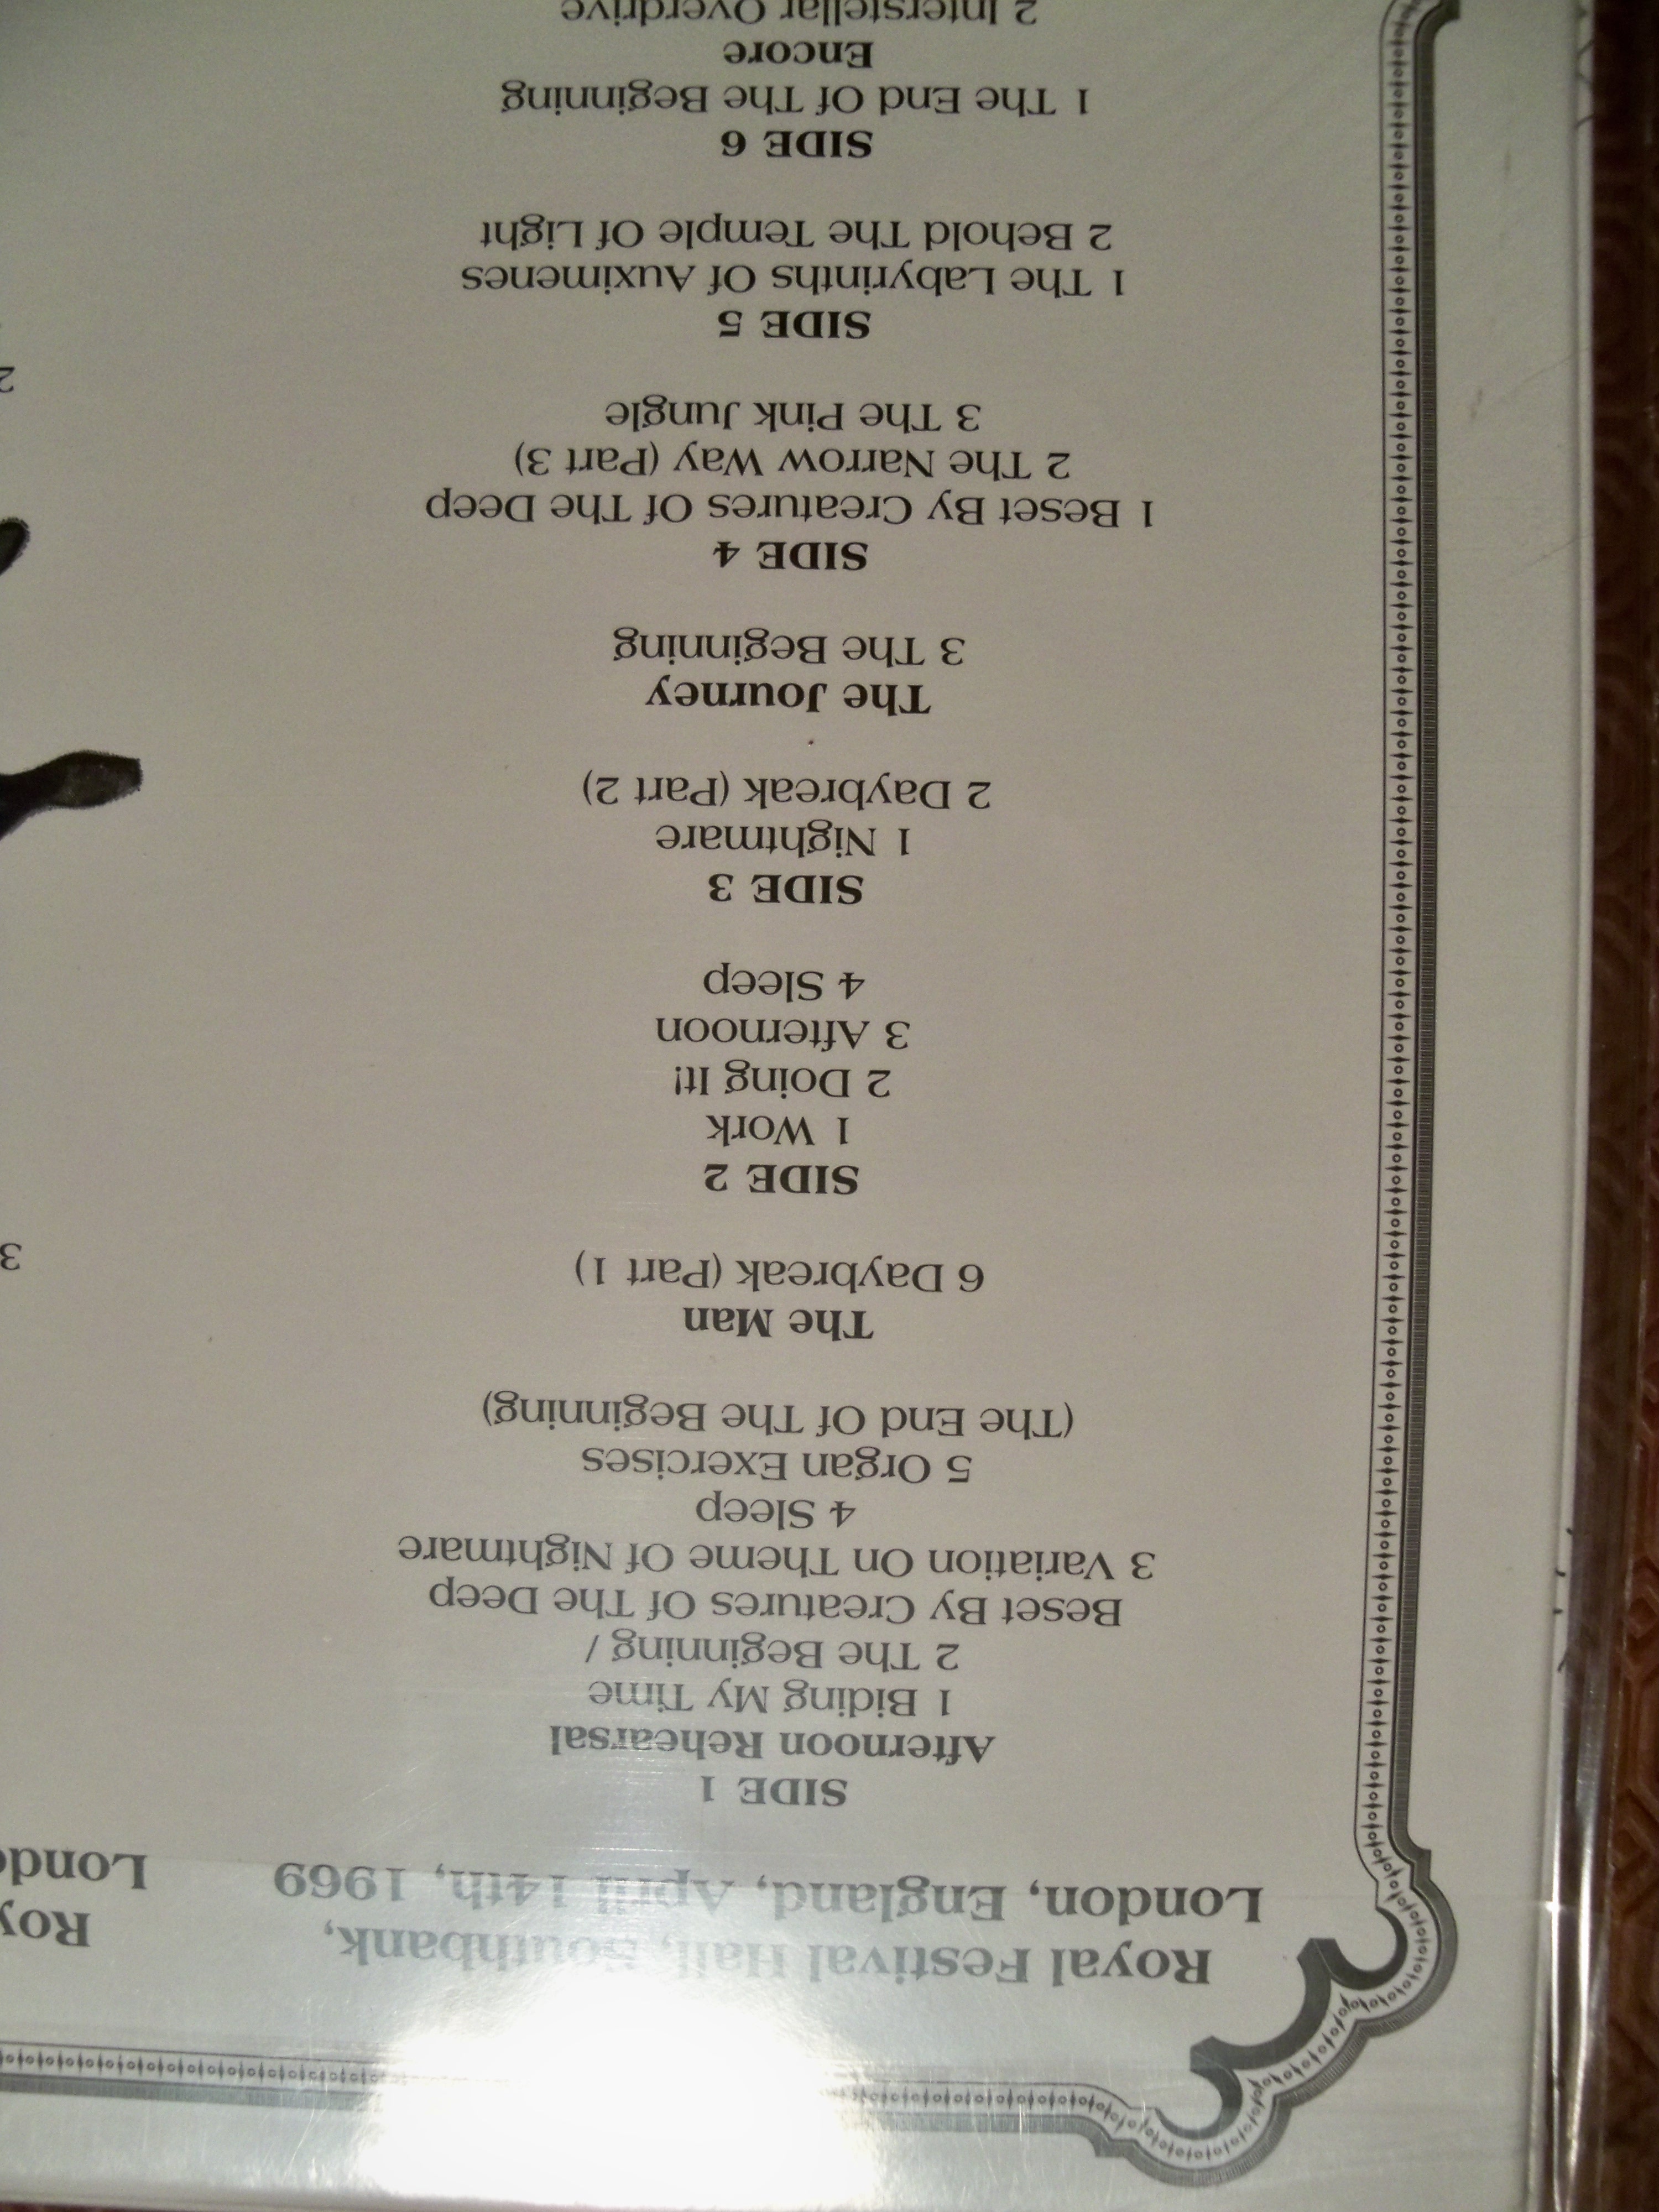 Royal Festival Hall, Southbank,
London, England, April 14th, 1969
SIDE 1
Afternoon Rehearsal
1 Biding My Time
2 The Beginning /
Beset By Creatures Of The Deep
3 Variation On Theme Of Nightmare
4 Sleep
5 Organ Exercises
(The End Of The Beginning)
The Man
6 Daybreak (Part 1)
SIDE 2
1 Work
2 Doing It!
3 Afternoon
4 Sleep
SIDE 3
1 Nightmare
2 Daybreak (Part 2)
The Journey
3 The Beginning
SIDE 4
1 Beset By Creatures Of The Deep
2 The Narrow Way (Part 3)
3 The Pink Jungle
SIDE 5
1 The Labyrinths Of Auximenes
2 Behold The Temple Of Light
SIDE 6
1 The End Of The Beginning
Encore
2 Interstellar Overdrive
Roy
Londo
3
2